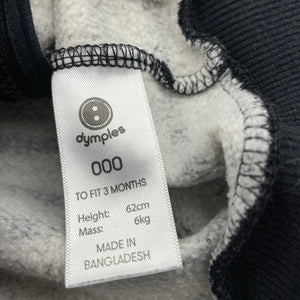 dymples
000
TO FIT 3 MONTHS
Height: 62cm
Mass: 6kg
MADE IN
BANGLADESH